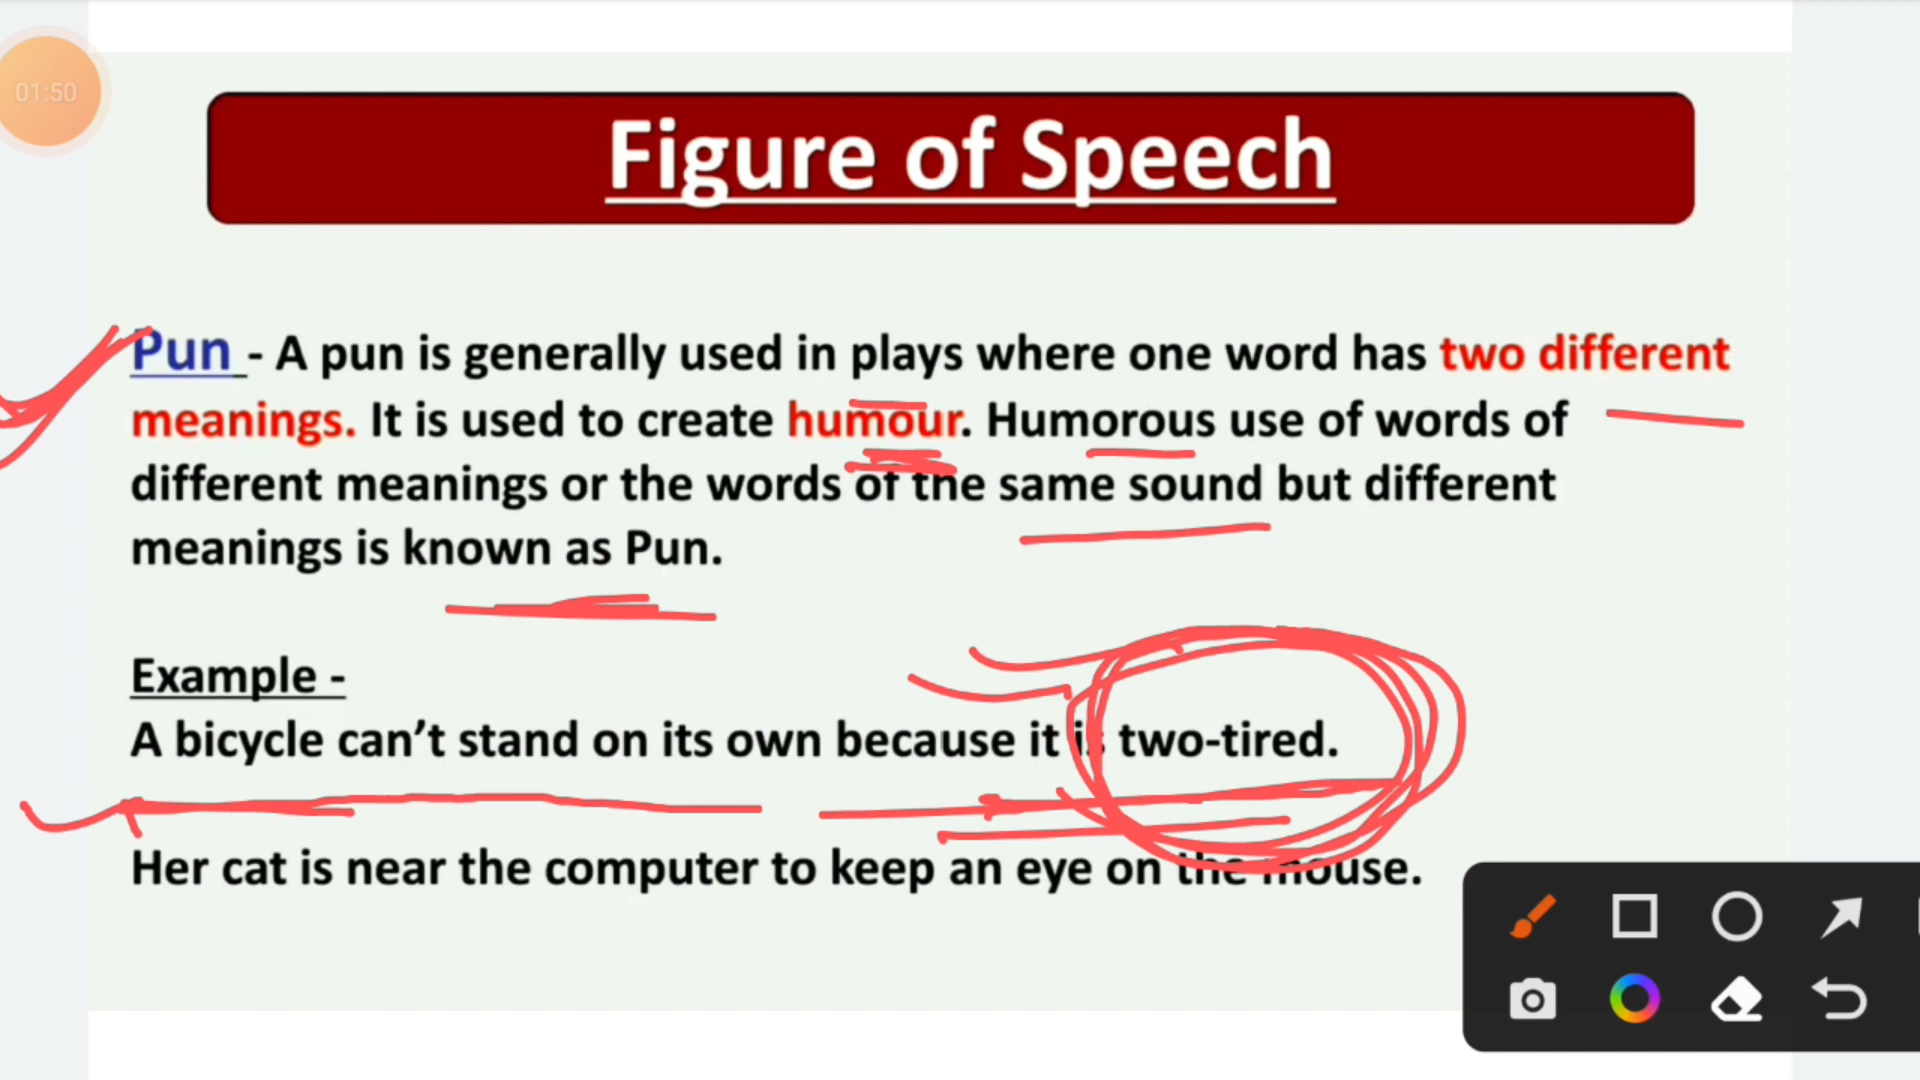 01:50
Figure of Speech
Pun - A pun is generally used in plays where one word has two different
meanings. It is used to create humour. Humorous use of words of
different meanings or the words of the same sound but different
meanings is known as Pun.
Example -
A bicycle can’t stand on its own because it is two-tired.
Her cat is near the computer to keep an eye on the mouse.